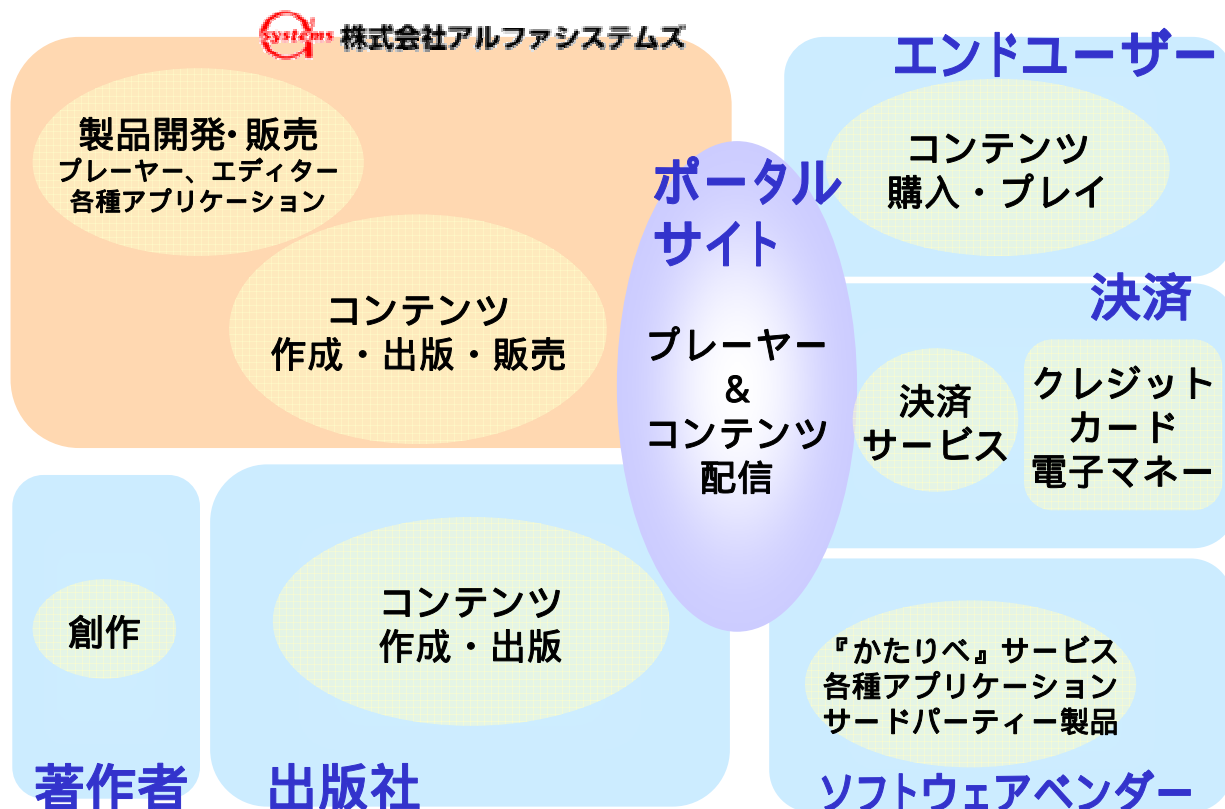 systems
株式会社アルファシステムズ
製品開発・販売
プレーヤー、エディター
各種アプリケーション
コンテンツ
作成・出版・販売
ポータル
サイト
プレーヤー
&
コンテンツ
配信
エンドユーザー
コンテンツ
購入・プレイ
決済
決済
サービス
クレジット
カード
電子マネー
創作
著作者
コンテンツ
作成・出版
出版社
『かたりべ』サービス
各種アプリケーション
サードパーティー製品
ソフトウェアベンダー